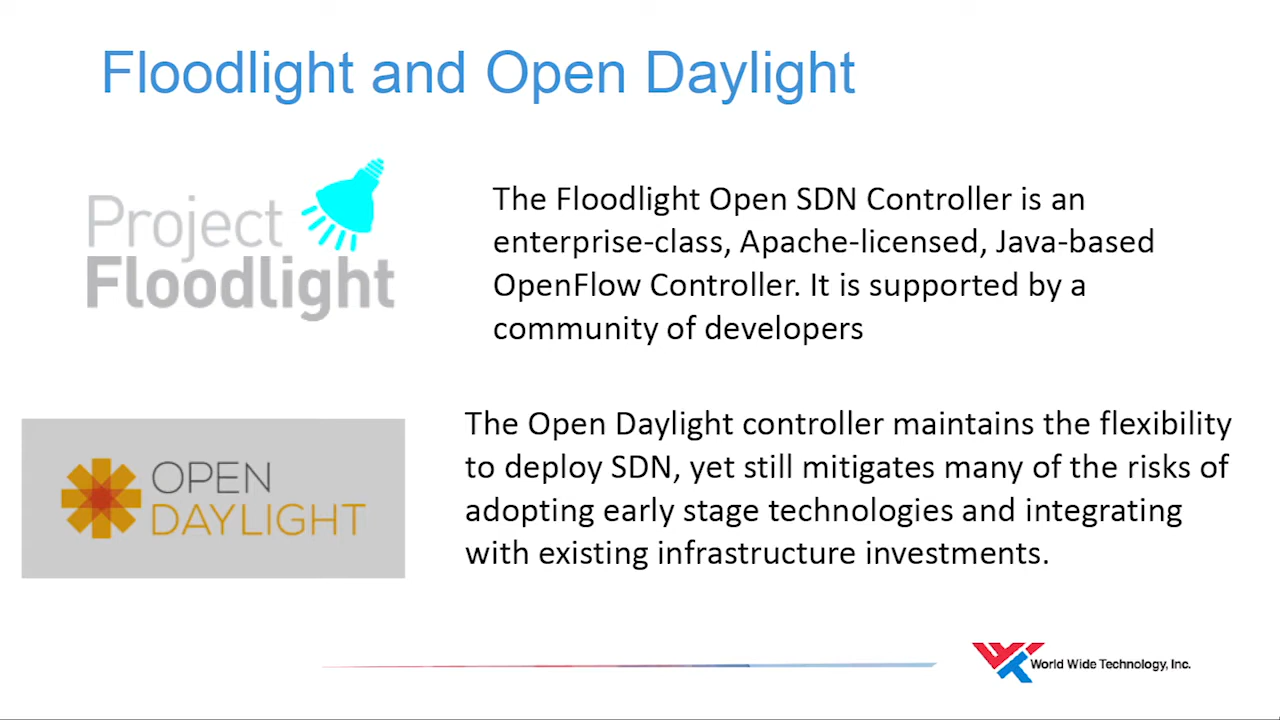 Floodlight and Open Daylight
Project
Floodlight
The Floodlight Open SDN Controller is an
enterprise-class, Apache-licensed, Java-based
OpenFlow Controller. It is supported by a
community of developers
OPEN
DAYLIGHT
The Open Daylight controller maintains the flexibility
to deploy SDN, yet still mitigates many of the risks of
adopting early stage technologies and integrating
with existing infrastructure investments.
World Wide Technology, Inc.